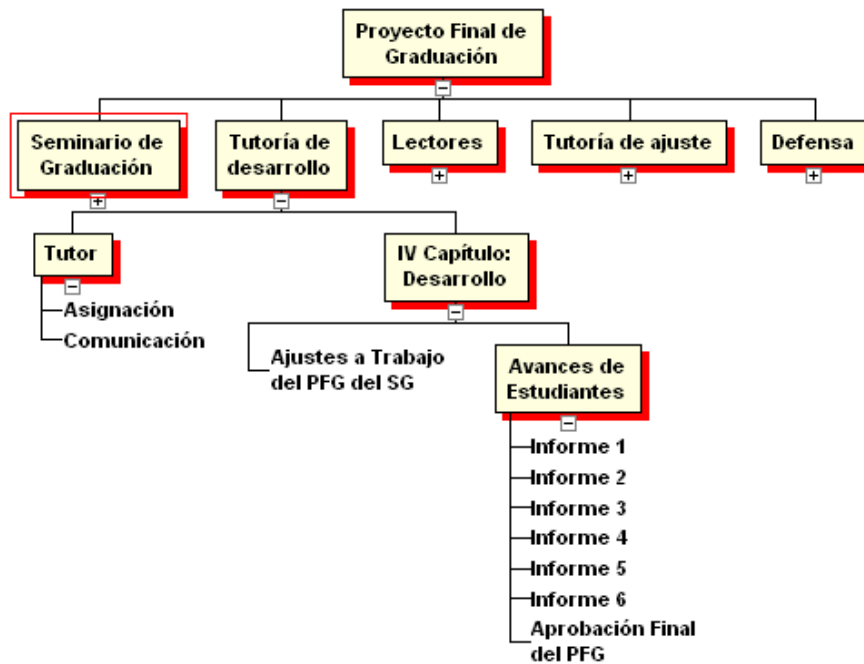 Proyecto Final de
Graduación
Seminario de
Graduación
Tutoría de
desarrollo
Lectores
Tutoría de ajuste
Defensa
Tutor
Asignación
Comunicación
IV Capítulo:
Desarrollo
Ajustes a Trabajo
del PFG del SG
Avances de
Estudiantes
Informe 1
Informe 2
Informe 3
Informe 4
Informe 5
Informe 6
Aprobación Final
del PFG